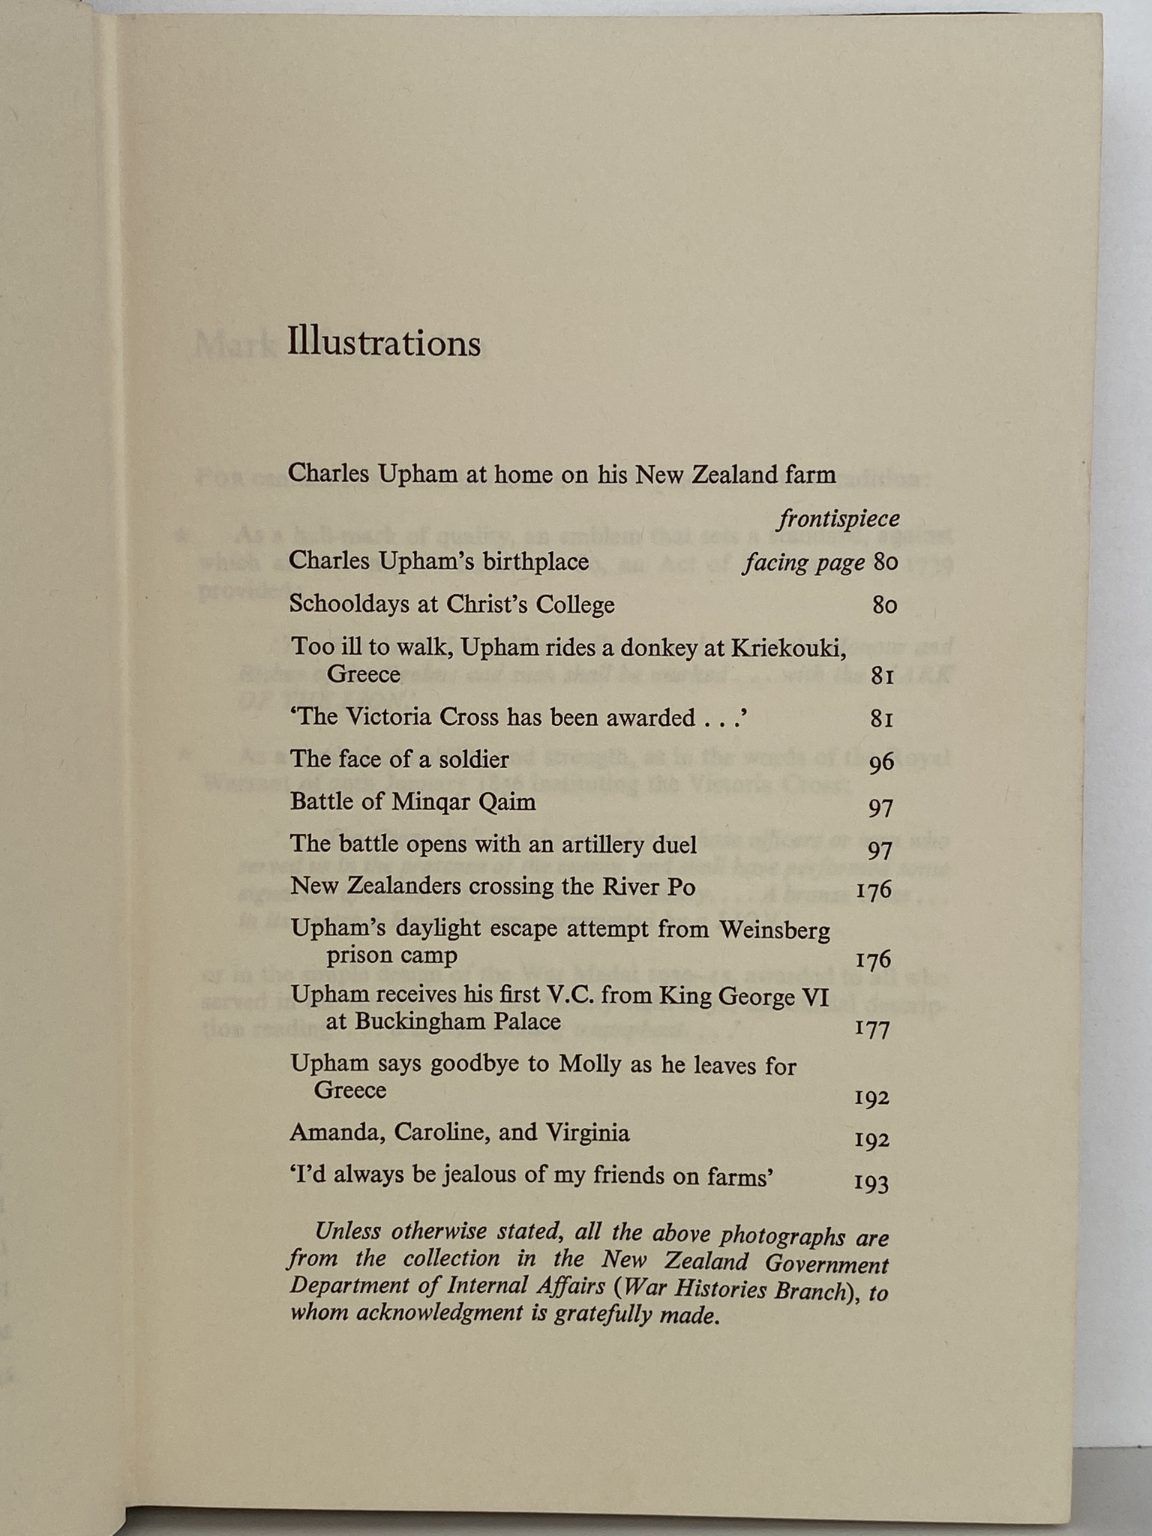 Illustrations
Charles Upham at home on his New Zealand farm
frontispiece
Charles Upham's birthplace facing page 80
Schooldays at Christ's College 80
Too ill to walk, Upham rides a donkey at Kriekouki,
Greece 81
‘The Victoria Cross has been awarded . . .’ 81
The face of a soldier 96
Battle of Minqar Qaim 97
The battle opens with an artillery duel 97
New Zealanders crossing the River Po 176
Upham's daylight escape attempt from Weinsberg
prison camp 176
Upham receives his first V.C. from King George VI
at Buckingham Palace 177
Upham says goodbye to Molly as he leaves for
Greece 192
Amanda, Caroline, and Virginia 192
‘I'd always be jealous of my friends on farms’ 193
Unless otherwise stated, all the above photographs are
from the collection in the New Zealand Government
Department of Internal Affairs (War Histories Branch), to
whom acknowledgment is gratefully made.